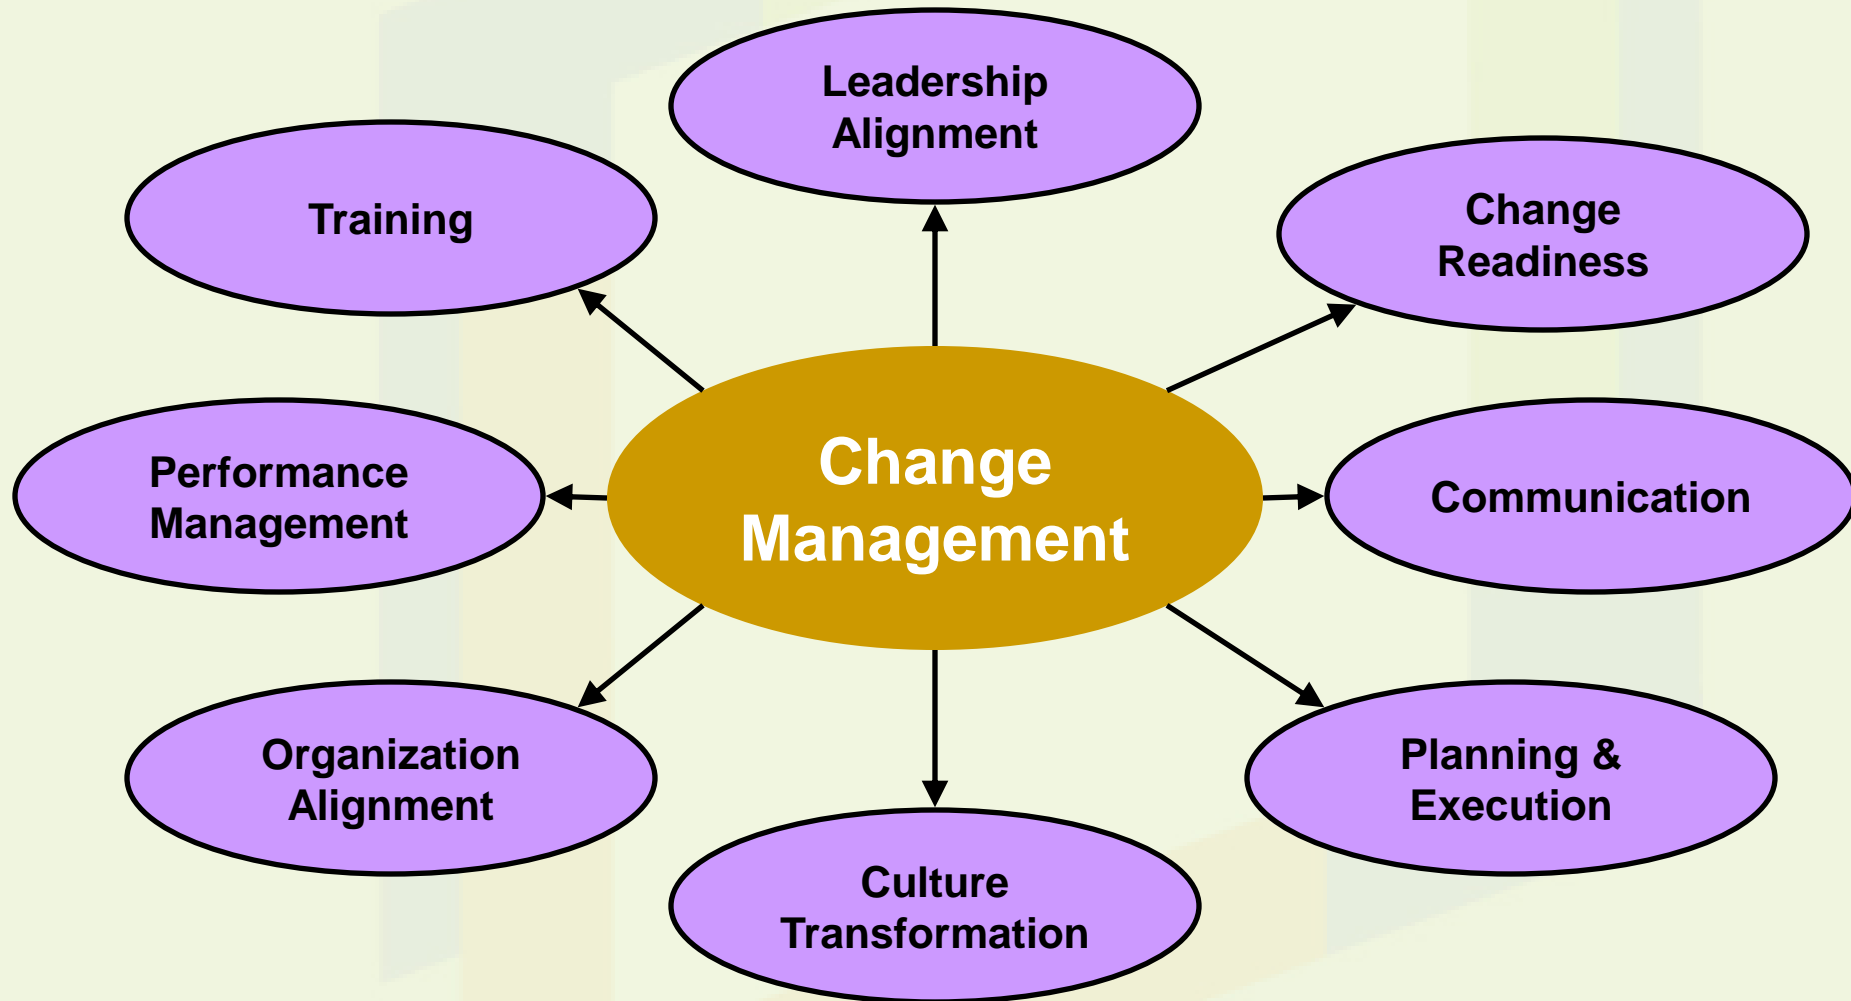 Leadership
Alignment
Training
Change
Readiness
Change
Management
Performance
Management
Communication
Organization
Alignment
Planning &
Execution
Culture
Transformation